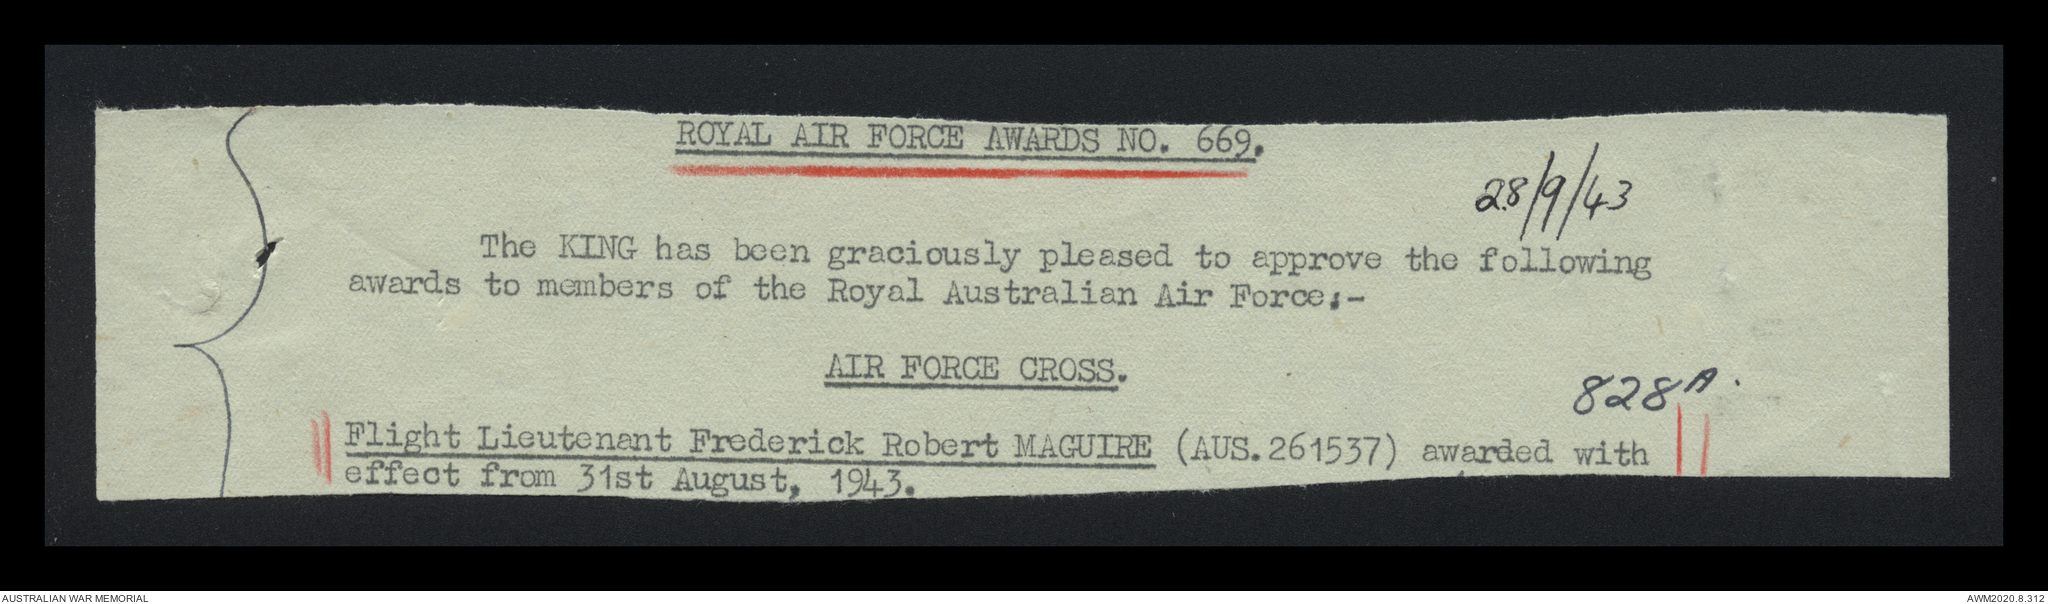 ROYAL AIR FORCE AWARDS NO. 669.
28/9/43
The KING has been graciously pleased to approve the following
awards to members of the Royal Australian Air Force:-
AIR FORCE CROSS.
828A.
Flight Lieutenant Frederick Robert MAGUIRE (AUS.261537) awarded with
effect from 31st August, 1943.
AUSTRALIAN WAR MEMORIAL
AWM2020.8.312